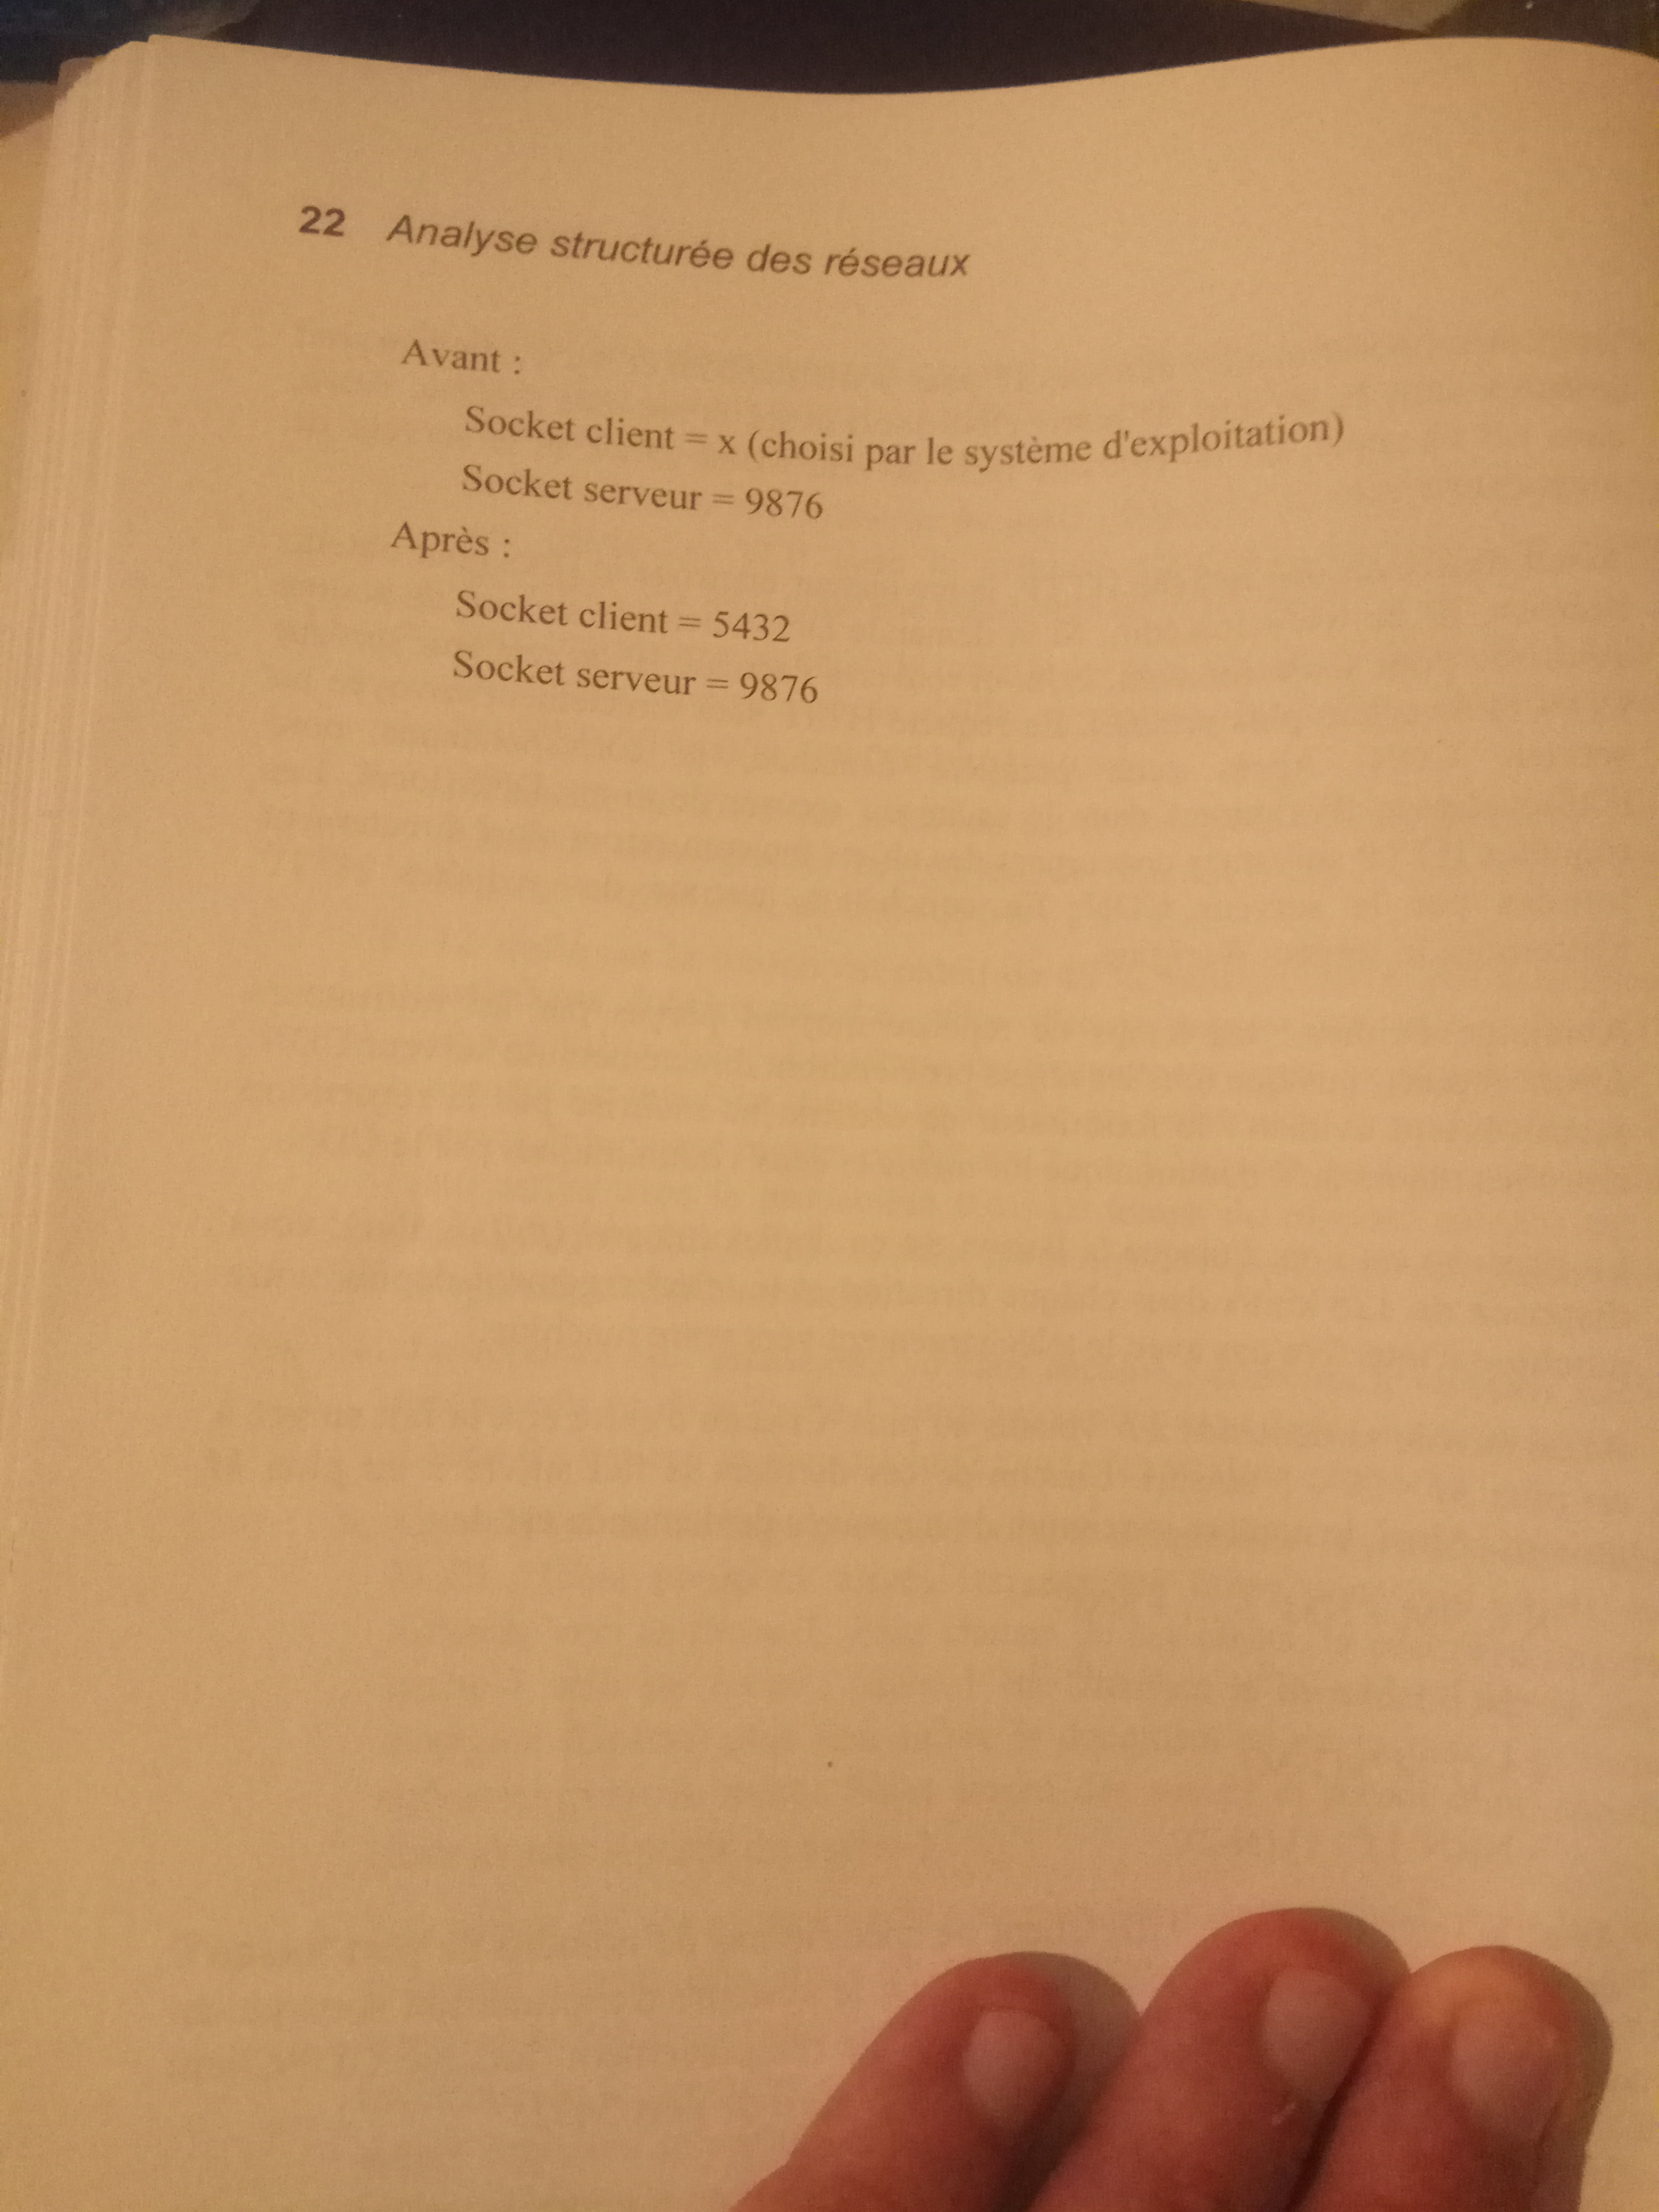 22 Analyse structurée des réseaux
Avant :
Socket client = x (choisi par le système d'exploitation)
Socket serveur = 9876
Après :
Socket client = 5432
Socket serveur = 9876